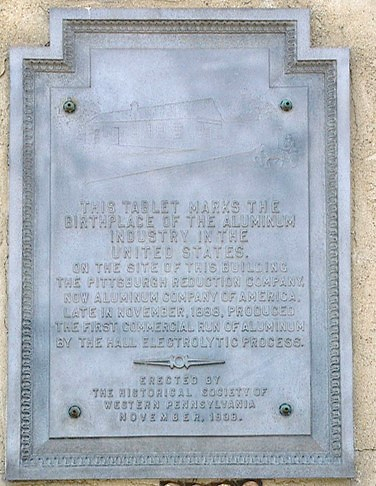 THIS TABLET MARKS THE
BIRTHPLACE OF THE ALUMINUM
INDUSTRY IN THE
UNITED STATES.
ON THE SITE OF THIS BUILDING
THE PITTSBURGH REDUCTION COMPANY,
NOW ALUMINUM COMPANY OF AMERICA,
LATE IN NOVEMBER, 1888, PRODUCED
THE FIRST COMMERCIAL RUN OF ALUMINUM
BY THE HALL ELECTROLYTIC PROCESS.
ERECTED BY
THE HISTORICAL SOCIETY OF
WESTERN PENNSYLVANIA
NOVEMBER,